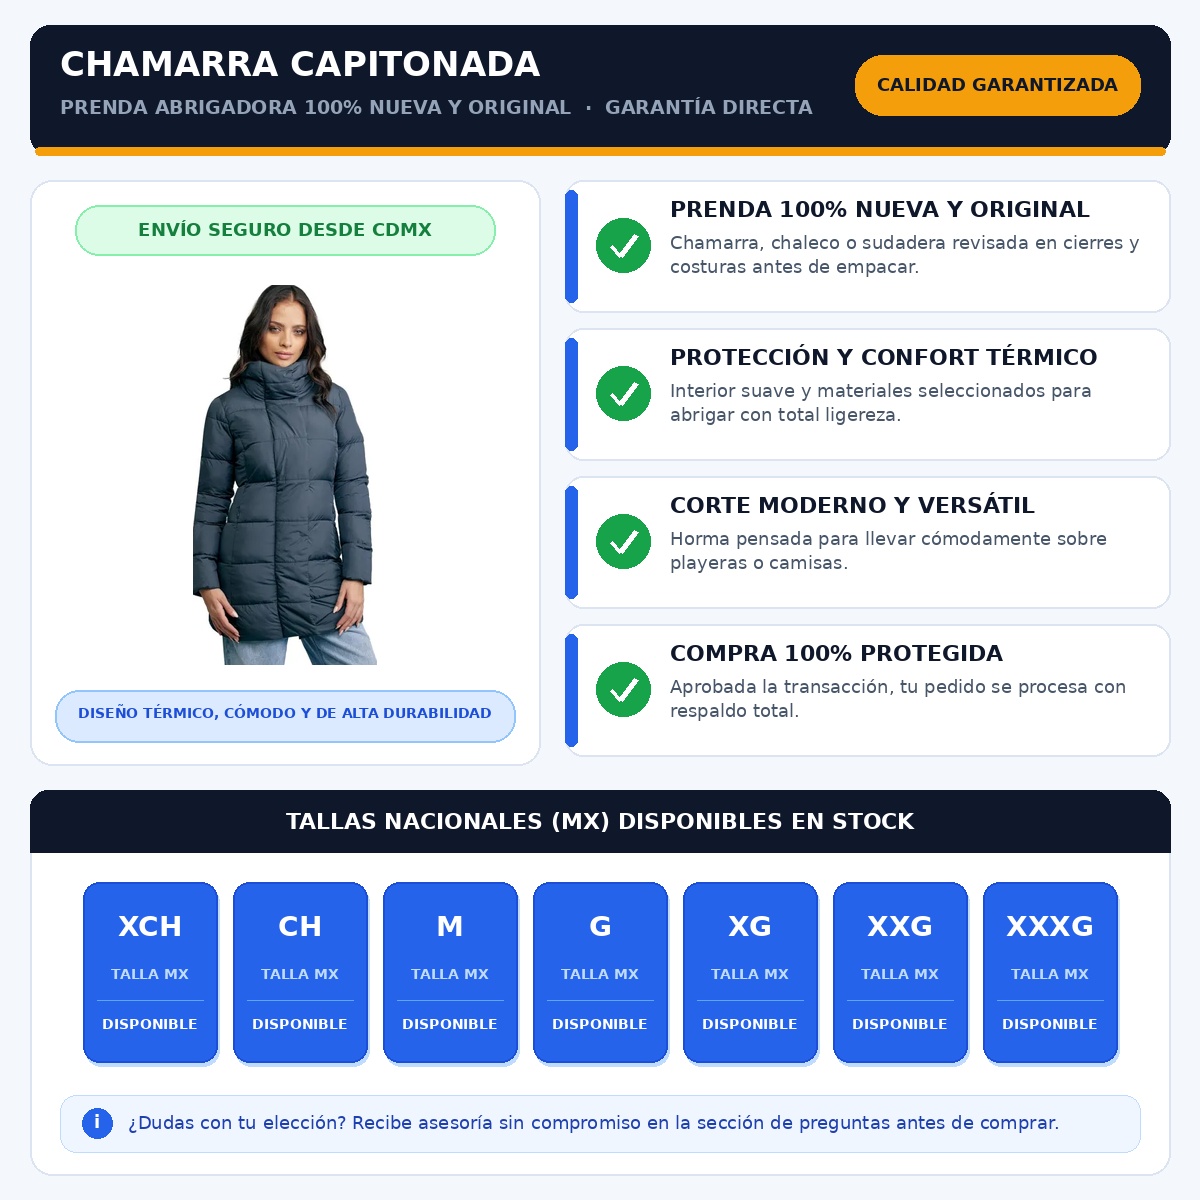 CHAMARRA CAPITONADA
PRENDA ABRIGADORA 100% NUEVA Y ORIGINAL · GARANTÍA DIRECTA
CALIDAD GARANTIZADA
ENVÍO SEGURO DESDE CDMX
DISEÑO TÉRMICO, CÓMODO Y DE ALTA DURABILIDAD
PRENDA 100% NUEVA Y ORIGINAL
Chamarra, chaleco o sudadera revisada en cierres y
costuras antes de empacar.
PROTECCIÓN Y CONFORT TÉRMICO
Interior suave y materiales seleccionados para
abrigar con total ligereza.
CORTE MODERNO Y VERSÁTIL
Horma pensada para llevar cómodamente sobre
playeras o camisas.
COMPRA 100% PROTEGIDA
Aprobada la transacción, tu pedido se procesa con
respaldo total.
TALLAS NACIONALES (MX) DISPONIBLES EN STOCK
XCH
TALLA MX
DISPONIBLE
CH
TALLA MX
DISPONIBLE
M
TALLA MX
DISPONIBLE
G
TALLA MX
DISPONIBLE
XG
TALLA MX
DISPONIBLE
XXG
TALLA MX
DISPONIBLE
XXXG
TALLA MX
DISPONIBLE
i ¿Dudas con tu elección? Recibe asesoría sin compromiso en la sección de preguntas antes de comprar.